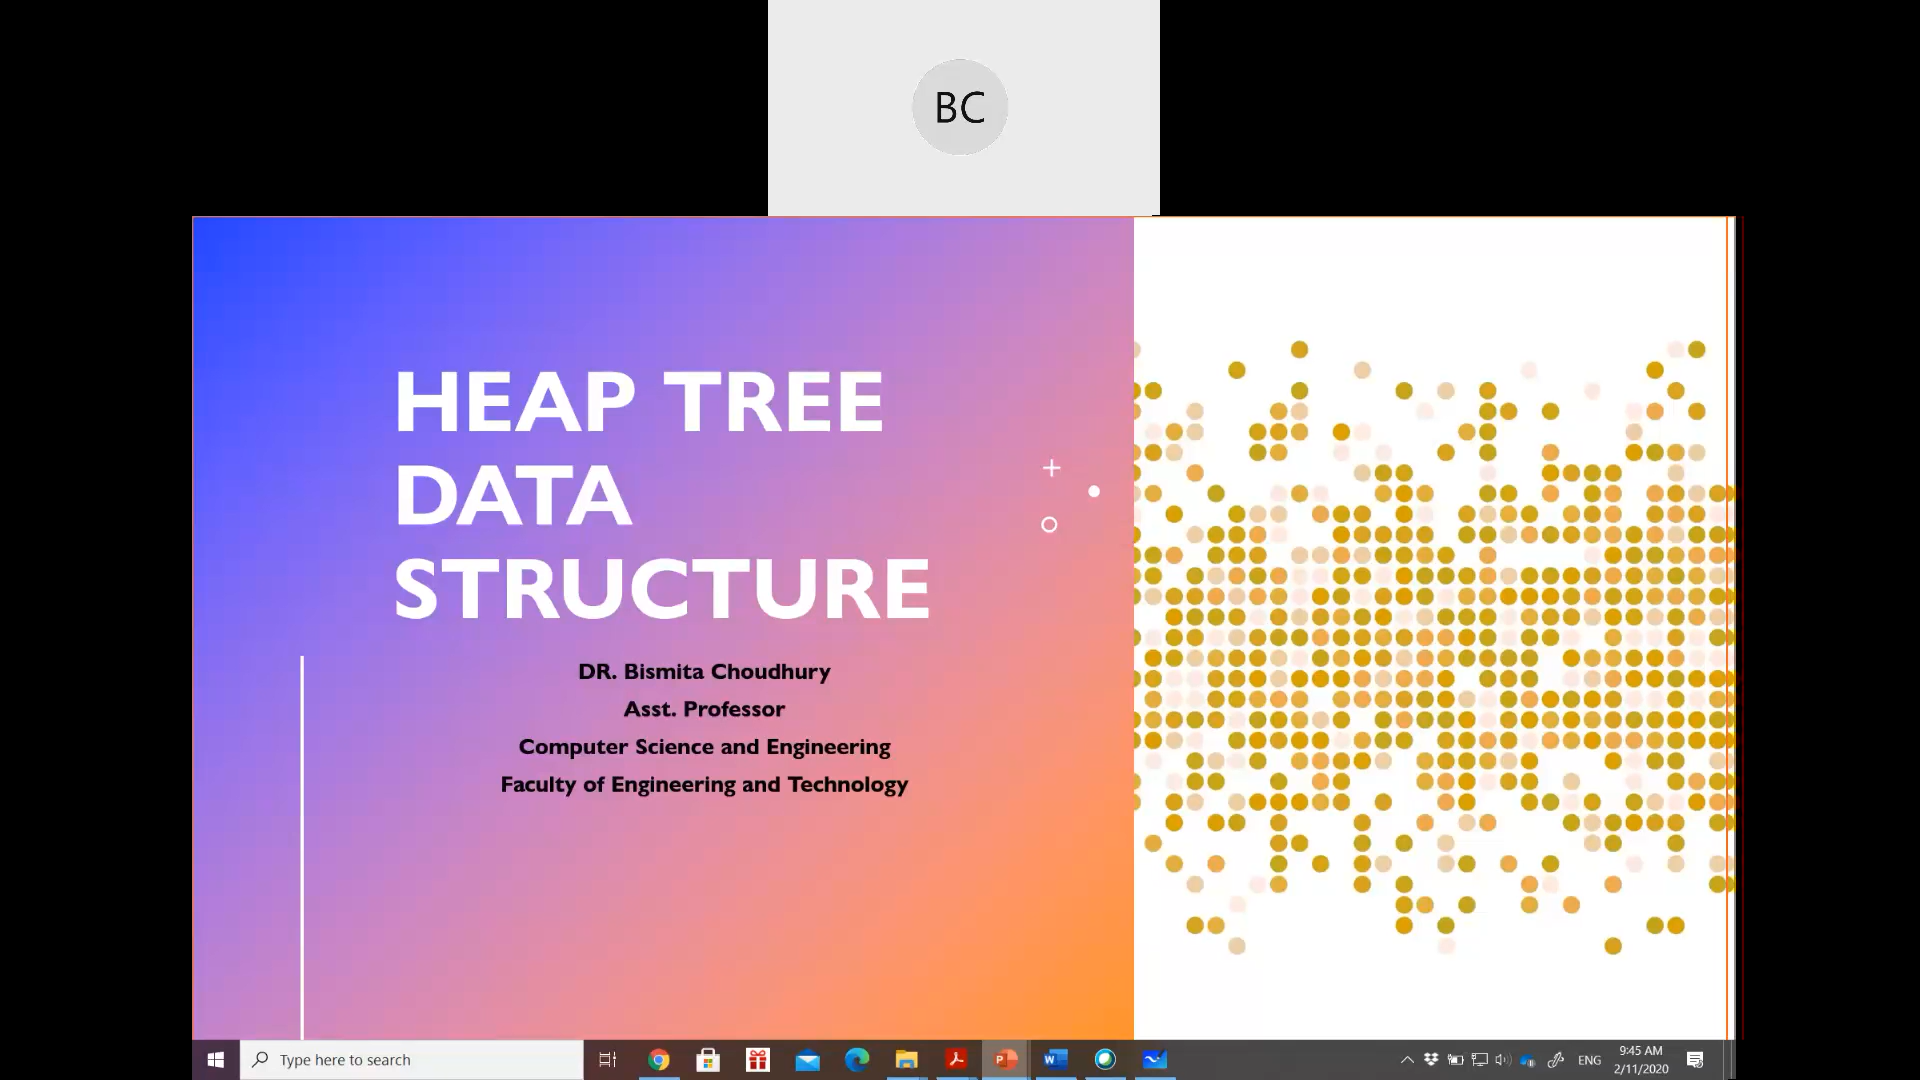 BC
HEAP TREE
DATA
STRUCTURE
DR. Bismita Choudhury
Asst. Professor
Computer Science and Engineering
Faculty of Engineering and Technology
Type here to search
ENG
9:45 AM
2/11/2020